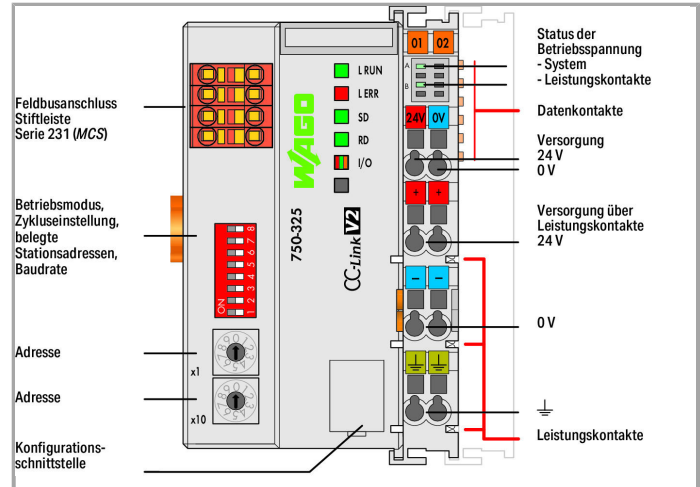 Feldbusanschluss
Stiftleiste
Serie 231 (MCS)
Betriebsmodus,
Zykluseinstellung,
belegte
Stationsadressen,
Baudrate
Adresse
Adresse
Konfigurations-
schnittstelle
WAGO
L RUN
L ERR
SD
RD
I/O
750-325
CC-Link V2
ON
1 2 3 4 5 6 7 8
x1
x10
01 02
A
B
24V 0V
+ +
− −
Status der
Betriebsspannung
- System
- Leistungskontakte
Datenkontakte
Versorgung
24 V
0 V
Versorgung über
Leistungskontakte
24 V
0 V
Leistungskontakte